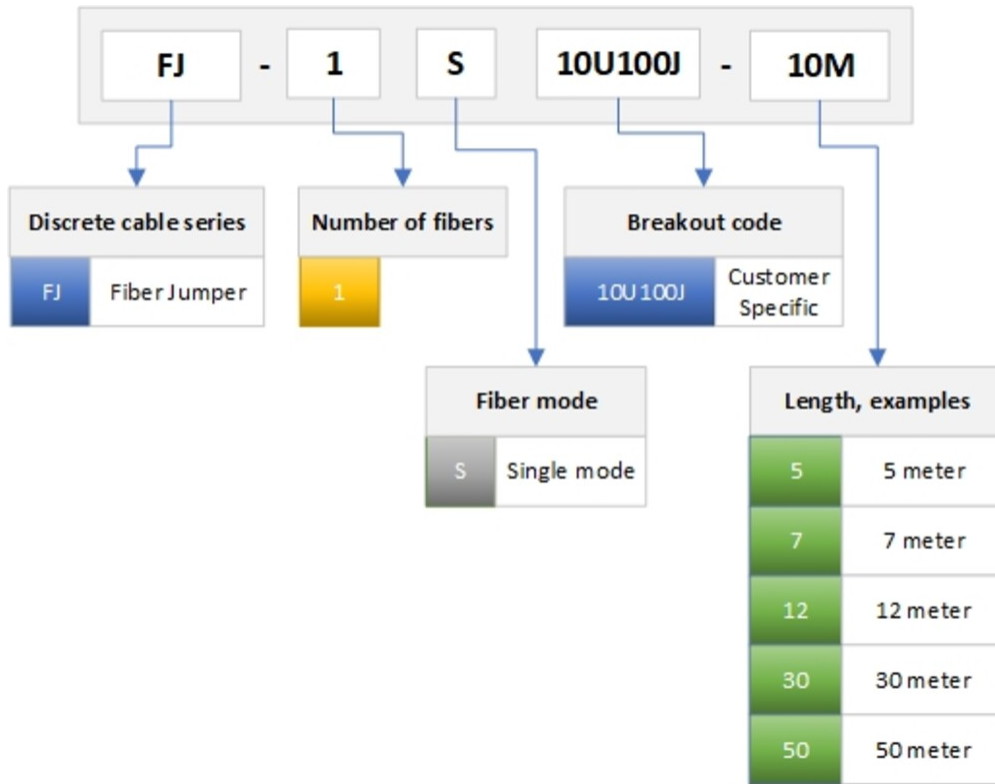 FJ - 1 S 10U100J - 10M
Discrete cable series
FJ Fiber Jumper
Number of fibers
1
Breakout code
10U100J Customer
Specific
Fiber mode
S Single mode
Length, examples
5 5 meter
7 7 meter
12 12 meter
30 30 meter
50 50 meter